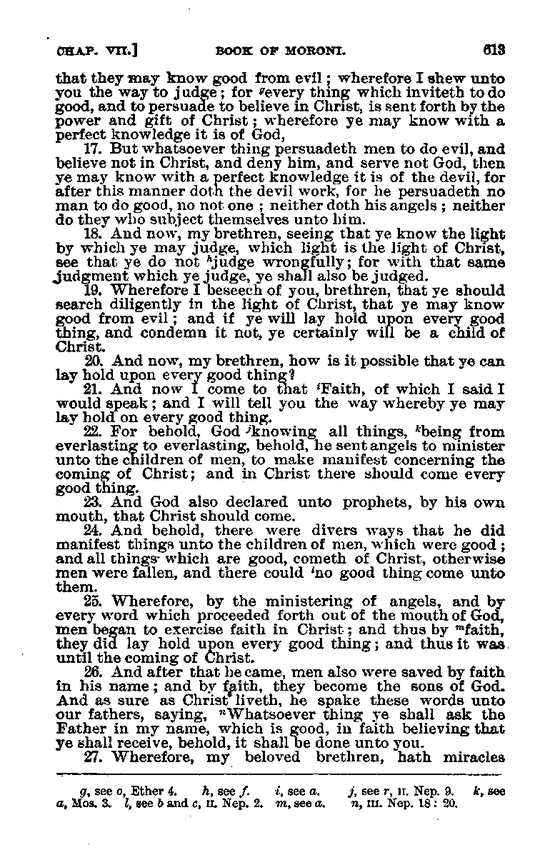 CHAP. VII.] BOOK OF MORONI. 613
that they may know good from evil; wherefore I shew unto
you the way to judge; for gevery thing which inviteth to do
good, and to persuade to believe in Christ, is sent forth by the
power and gift of Christ; wherefore ye may know with a
perfect knowledge it is of God,
17. But whatsoever thing persuadeth men to do evil, and
believe not in Christ, and deny him, and serve not God, then
ye may know with a perfect knowledge it is of the devil, for
after this manner doth the devil work, for he persuadeth no
man to do good, no not one; neither doth his angels; neither
do they who subject themselves unto him.
18. And now, my brethren, seeing that ye know the light
by which ye may judge, which light is the light of Christ,
see that ye do not hjudge wrongfully; for with that same
judgment which ye judge, ye shall also be judged.
19. Wherefore I beseech of you, brethren, that ye should
search diligently in the light of Christ, that ye may know
good from evil; and if ye will lay hold upon every good
thing, and condemn it not, ye certainly will be a child of
Christ.
20. And now, my brethren, how is it possible that ye can
lay hold upon every good thing?
21. And now I come to that iFaith, of which I said I
would speak; and I will tell you the way whereby ye may
lay hold on every good thing.
22. For behold, God jknowing all things, kbeing from
everlasting to everlasting, behold, he sent angels to minister
unto the children of men, to make manifest concerning the
coming of Christ; and in Christ there should come every
good thing.
23. And God also declared unto prophets, by his own
mouth, that Christ should come.
24. And behold, there were divers ways that he did
manifest things unto the children of men, which were good;
and all things which are good, cometh of Christ, otherwise
men were fallen, and there could lno good thing come unto
them.
25. Wherefore, by the ministering of angels, and by
every word which proceeded forth out of the mouth of God,
men began to exercise faith in Christ; and thus by mfaith,
they did lay hold upon every good thing; and thus it was
until the coming of Christ.
26. And after that he came, men also were saved by faith
in his name; and by faith, they become the sons of God.
And as sure as Christ liveth, he spake these words unto
our fathers, saying, nWhatsoever thing ye shall ask the
Father in my name, which is good, in faith believing that
ye shall receive, behold, it shall be done unto you.
27. Wherefore, my beloved brethren, hath miracles
g, see o, Ether 4. h, see f. i, see a. j, see r, II. Nep. 9. k, see
a, Mos. 3. l, see b and c, II. Nep. 2. m, see a. n, III. Nep. 18: 20.